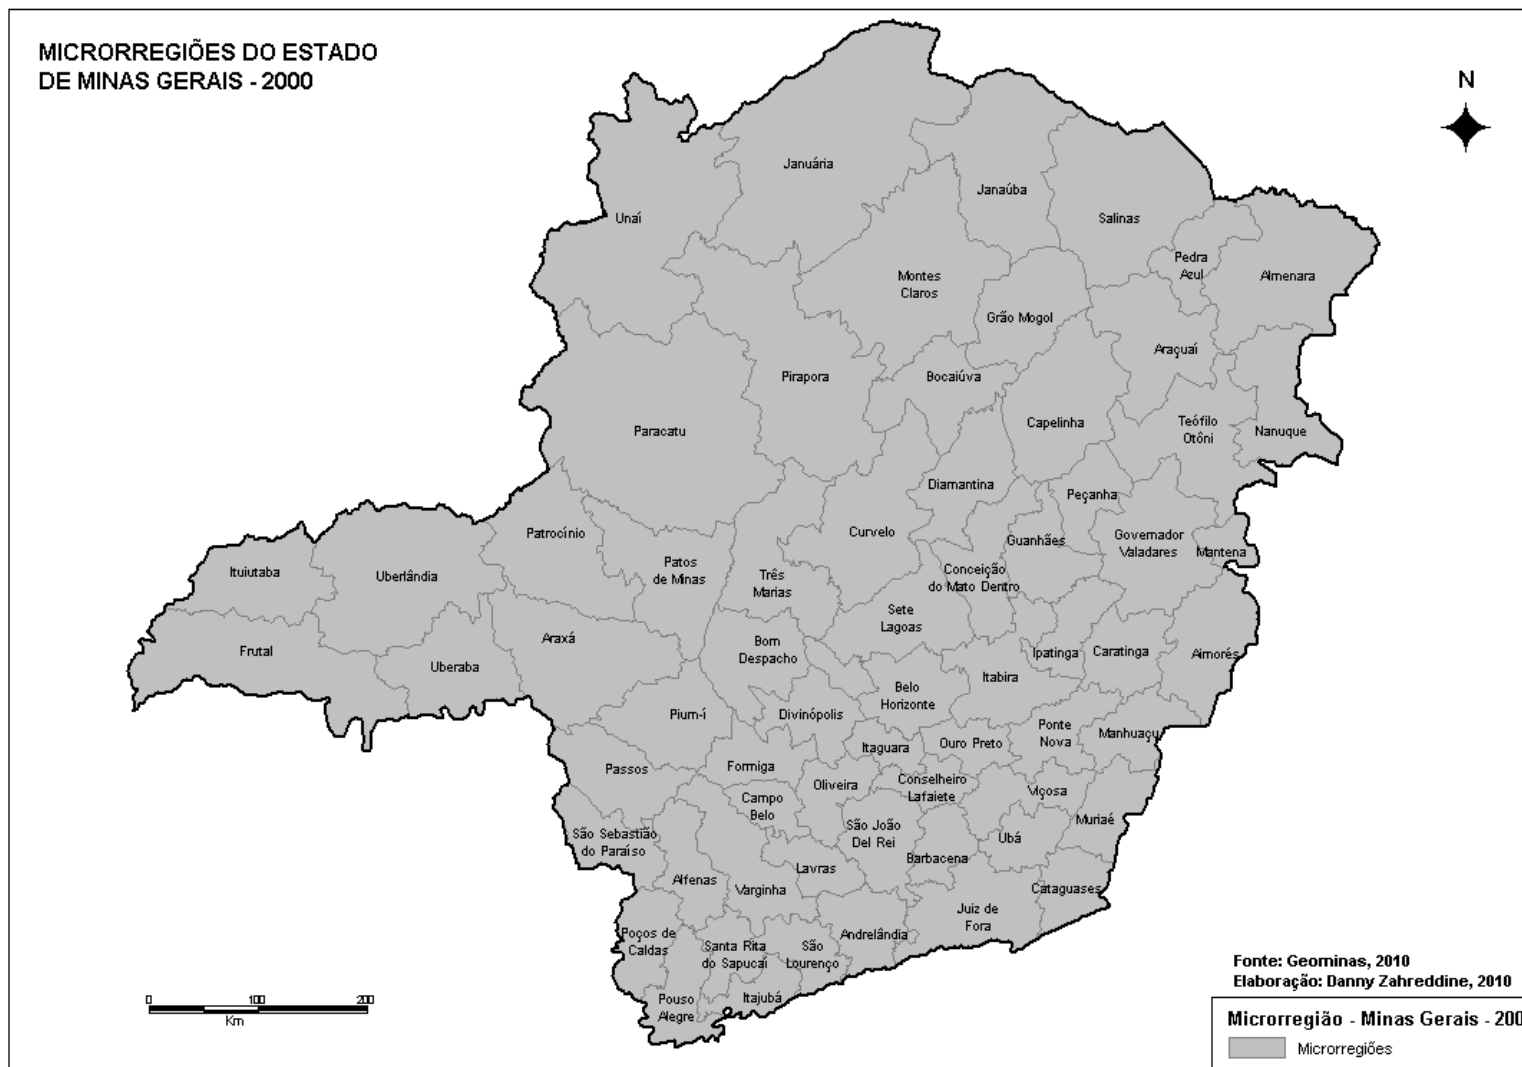 MICRORREGIÕES DO ESTADO
DE MINAS GERAIS - 2000
N
Januária
Janaúba
Unaí
Salinas
Pedra
Azul
Almenara
Montes
Claros
Grão Mogol
Araçuaí
Pirapora
Bocaiúva
Capelinha
Teófilo
Otôni
Nanuque
Paracatu
Diamantina
Peçanha
Patrocínio
Curvelo
Guanhães
Governador
Valadares
Mantena
Ituiutaba
Uberlândia
Patos
de Minas
Três
Marias
Conceição
do Mato Dentro
Sete
Lagoas
Araxá
Frutal
Uberaba
Bom
Despacho
Ipatinga
Caratinga
Aimorés
Itabira
Belo
Horizonte
Pium-í
Divinópolis
Ponte
Nova
Manhuaçu
Itaguara
Ouro Preto
Passos
Formiga
Oliveira
Conselheiro
Lafaiete
Viçosa
Campo
Belo
São Sebastião
do Paraíso
São João
Del Rei
Ubá
Muriaé
Barbacena
Lavras
Alfenas
Varginha
Cataguases
Juiz de
Fora
Poços de
Caldas
Santa Rita
do Sapucaí
São
Lourenço
Andrelândia
Pouso
Alegre
Itajubá
0 100 200
Km
Fonte: Geominas, 2010
Elaboração: Danny Zahreddine, 2010
Microrregião - Minas Gerais - 200
Microrregiões